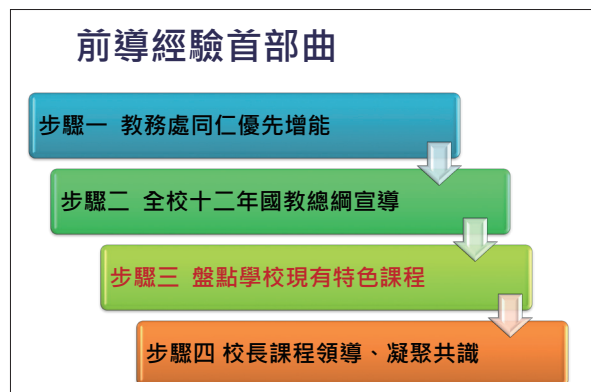 前導經驗首部曲
步驟一 教務處同仁優先增能
步驟二 全校十二年國教總綱宣導
步驟三 盤點學校現有特色課程
步驟四 校長課程領導、凝聚共識